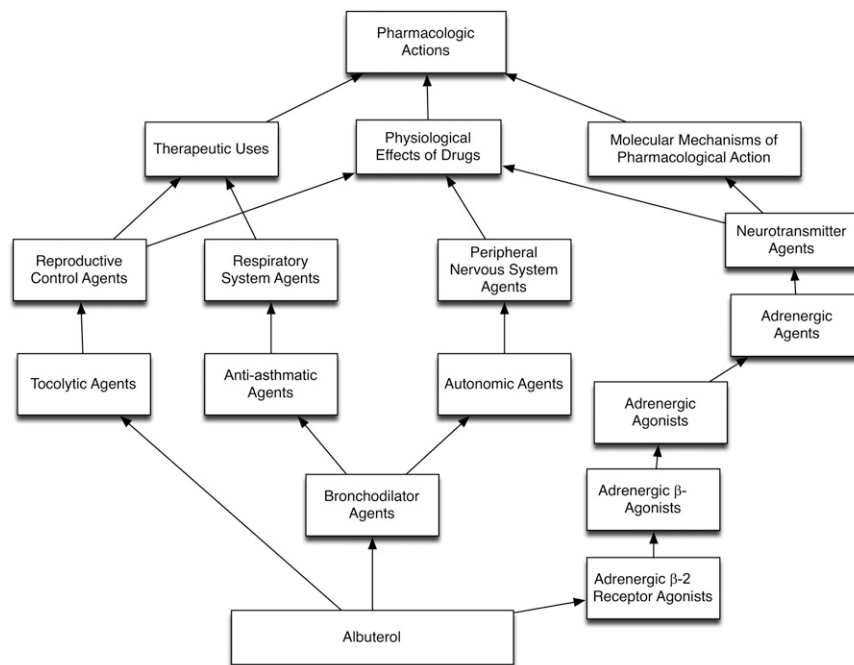 Pharmacologic
Actions
Therapeutic Uses
Physiological
Effects of Drugs
Molecular Mechanisms of
Pharmacological Action
Reproductive
Control Agents
Respiratory
System Agents
Peripheral
Nervous System
Agents
Neurotransmitter
Agents
Adrenergic
Agents
Tocolytic Agents
Anti-asthmatic
Agents
Autonomic Agents
Adrenergic
Agonists
Bronchodilator
Agents
Adrenergic β-
Agonists
Adrenergic β-2
Receptor Agonists
Albuterol